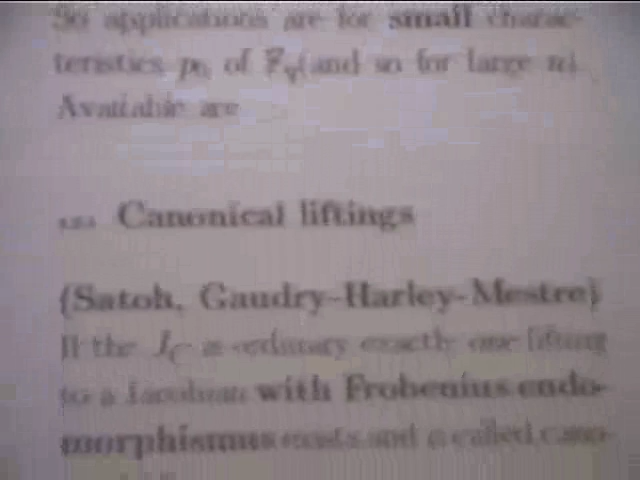 So applications are for small charac-
teristics p₀ of 𝔽q (and so for large n).
Available are
Canonical liftings
(Satoh, Gaudry-Harley-Mestre)
If the J_C is ordinary exactly one lifting
to a Jacobian with Frobenius endo-
morphismus exists and is called cano-